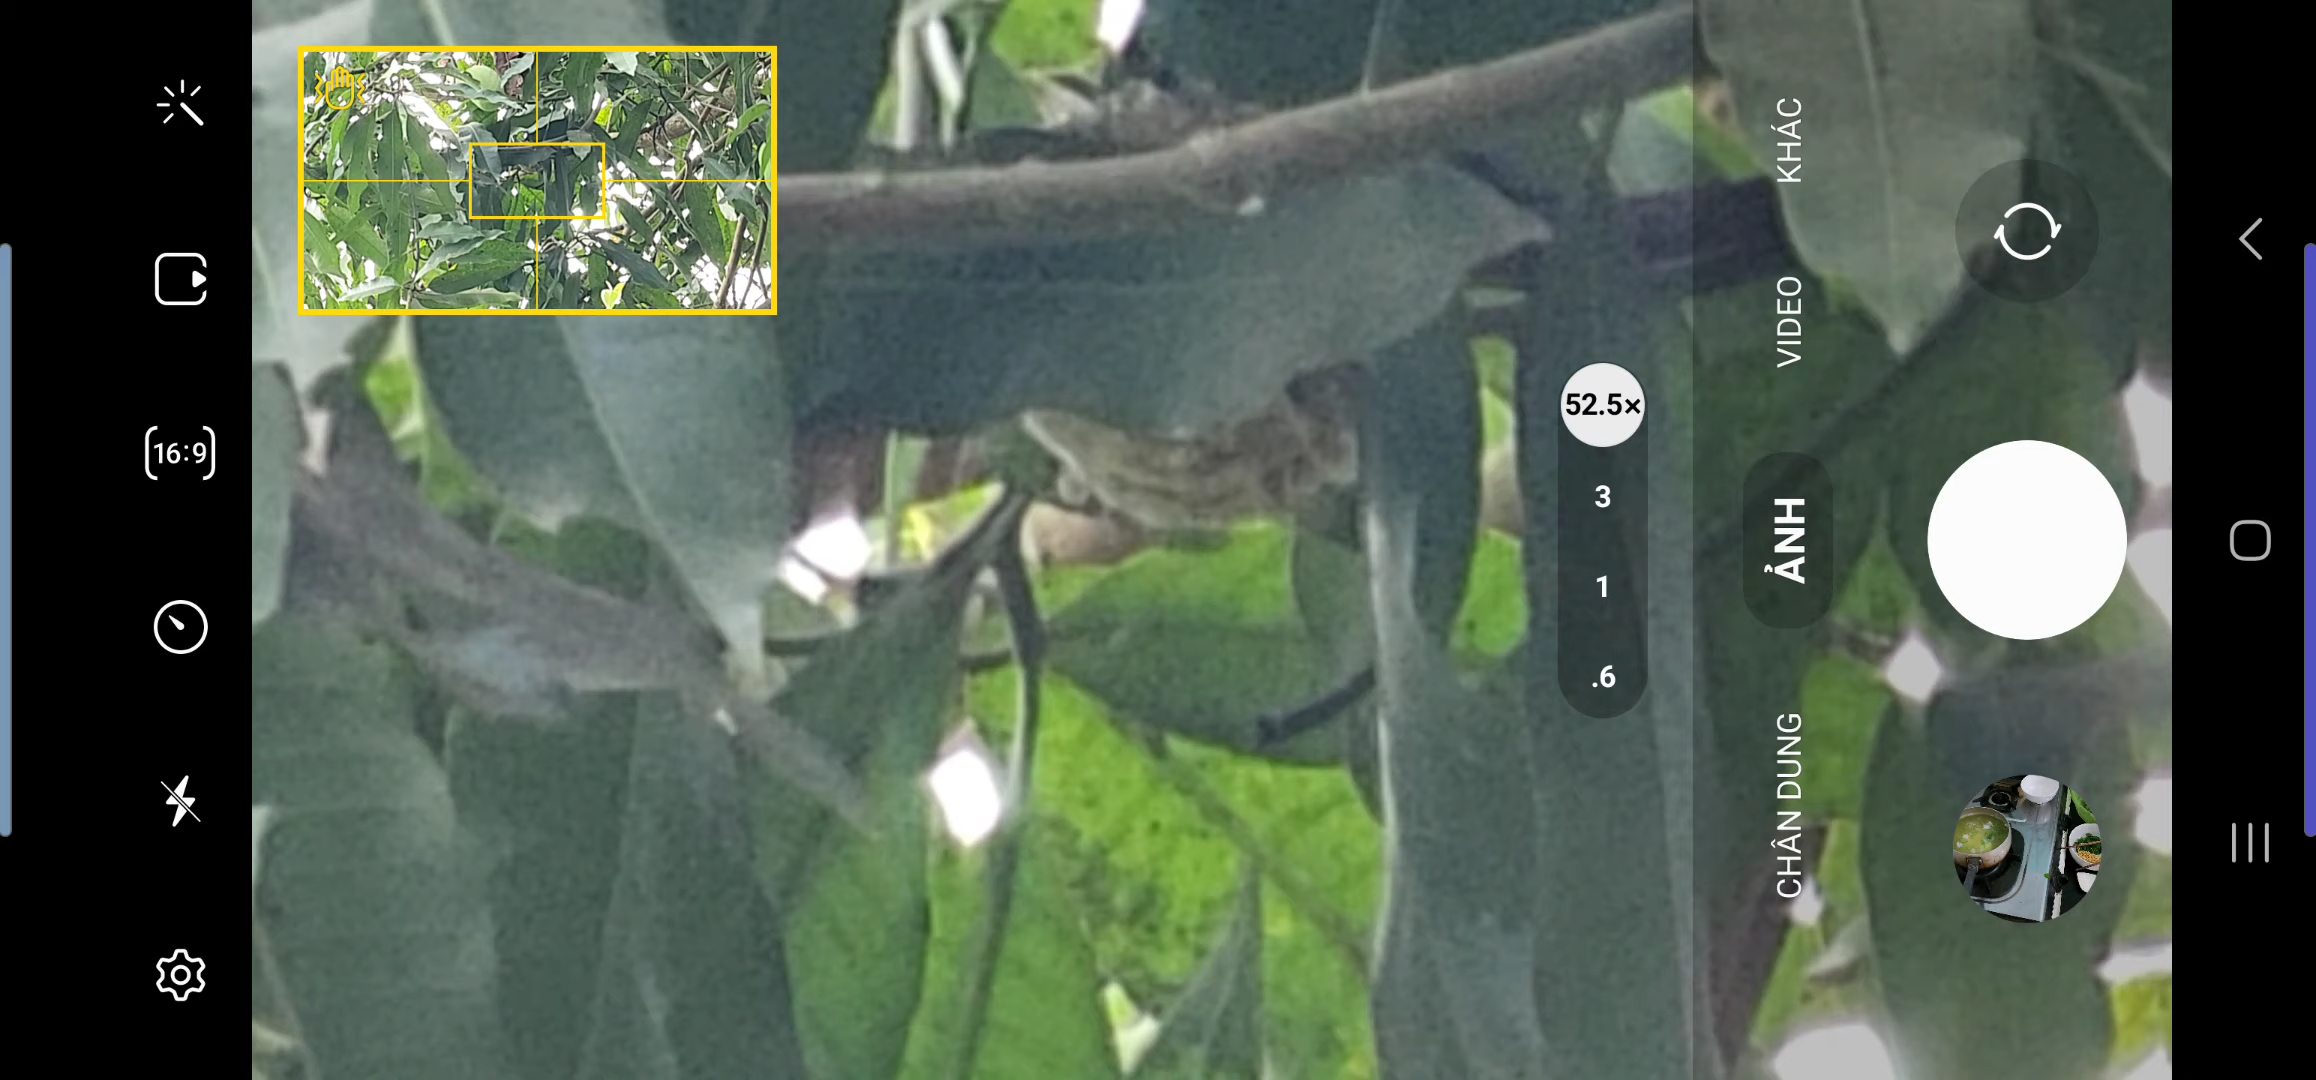 16:9
52.5×
3
1
.6
KHÁC
VIDEO
ẢNH
CHÂN DUNG